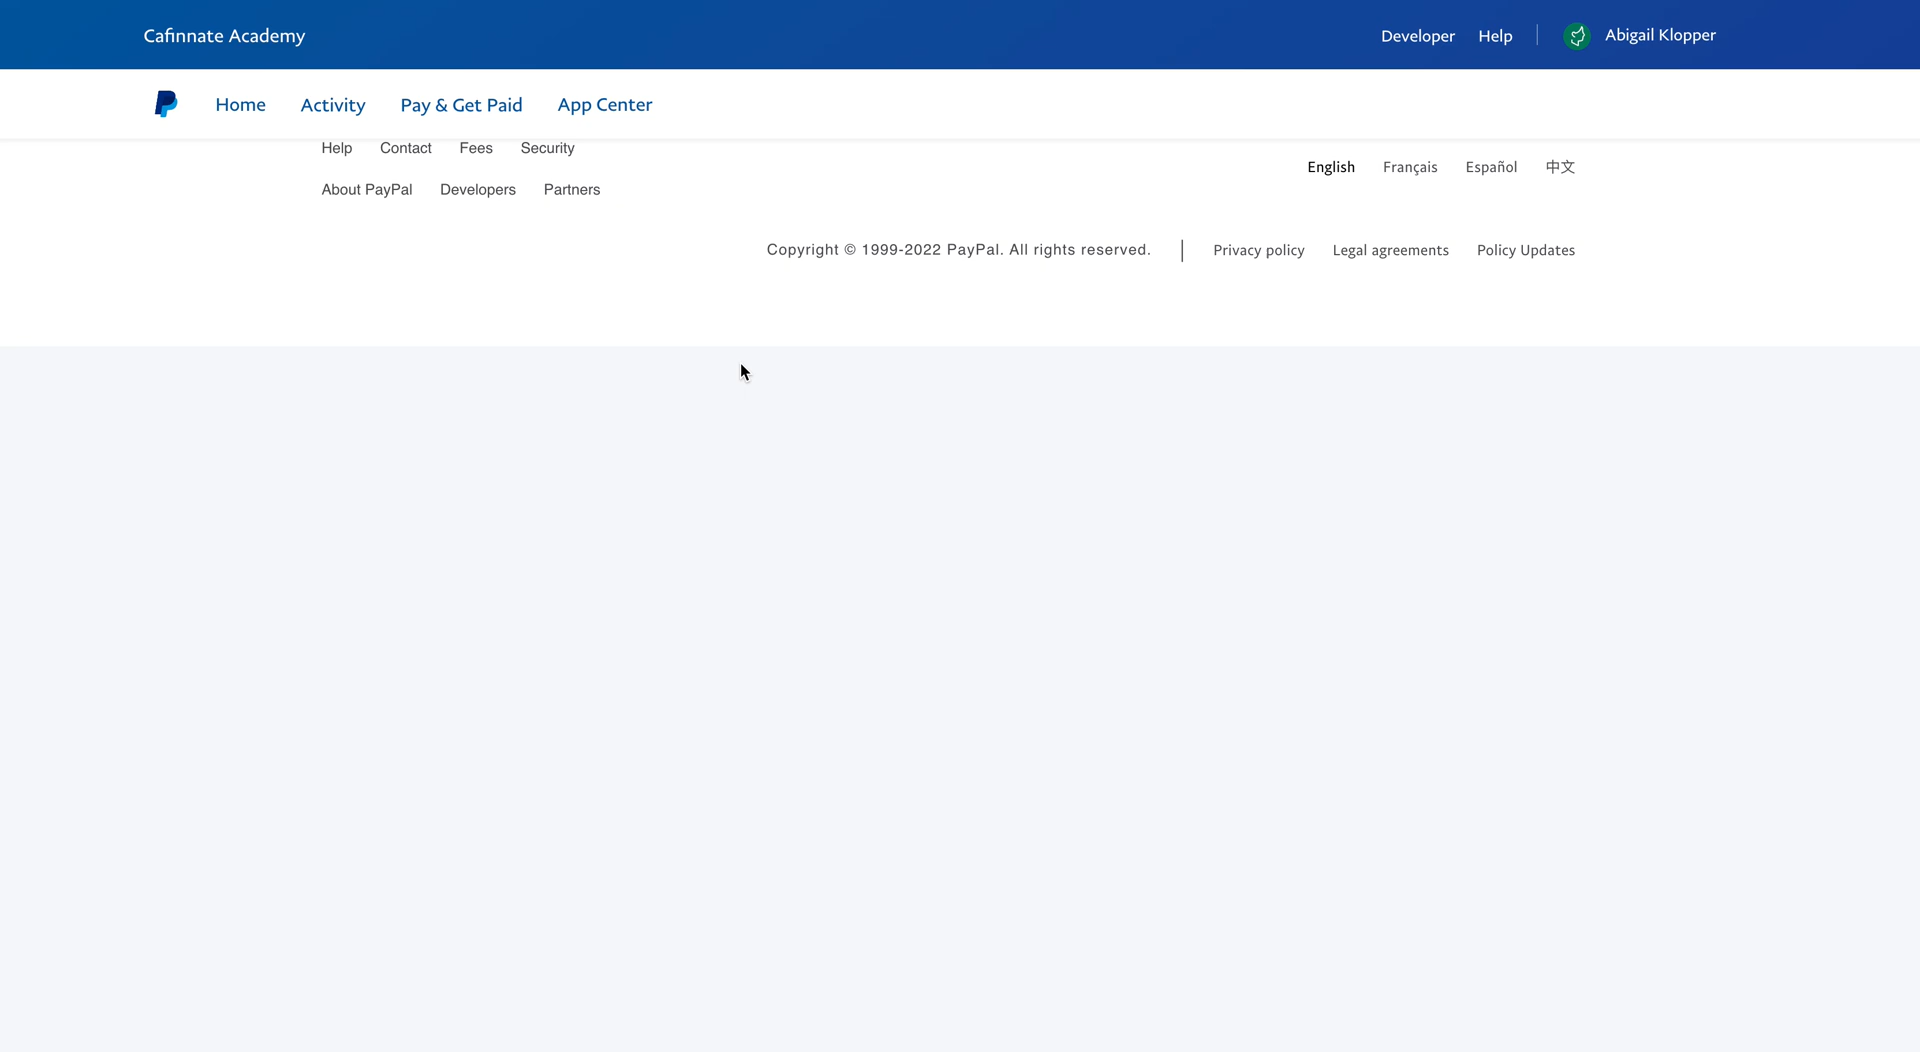 Cafinnate Academy
Developer Help Abigail Klopper
Home Activity Pay & Get Paid App Center
Help Contact Fees Security
English Français Español 中文
About PayPal Developers Partners
Copyright © 1999-2022 PayPal. All rights reserved. | Privacy policy Legal agreements Policy Updates